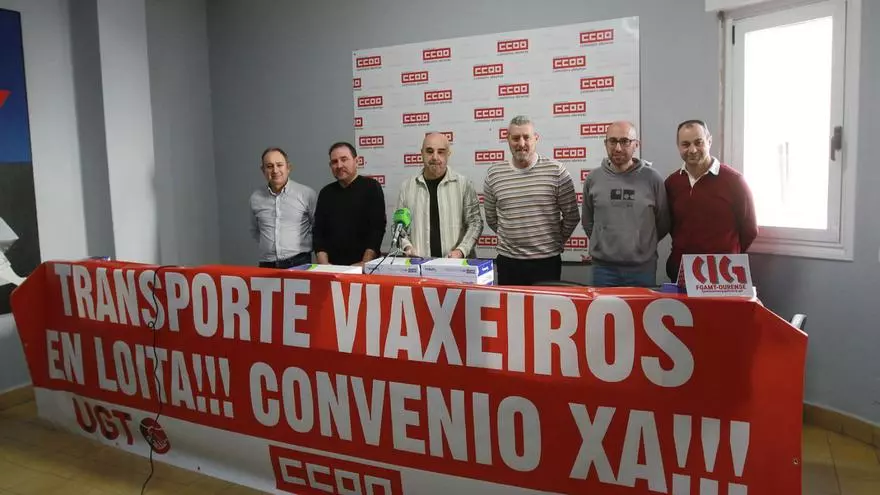 CCOO
CIG
FGAMT-OURENSE
TRANSPORTE VIAXEIROS
EN LOITA!!! CONVENIO XA!!!
UGT
CCOO